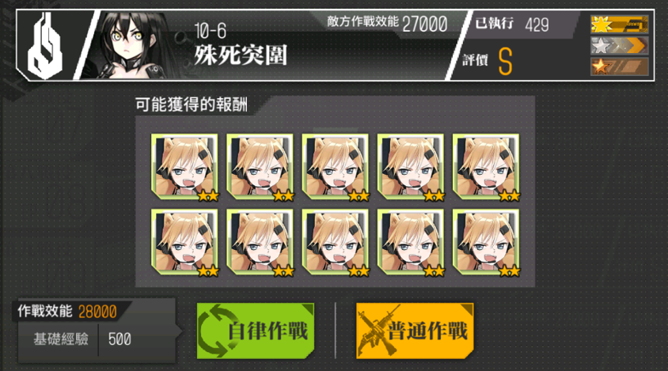 10-6
殊死突圍
敵方作戰效能 27000
已執行 429
評價 S
可能獲得的報酬
作戰效能 28000
基礎經驗 500
自律作戰
普通作戰